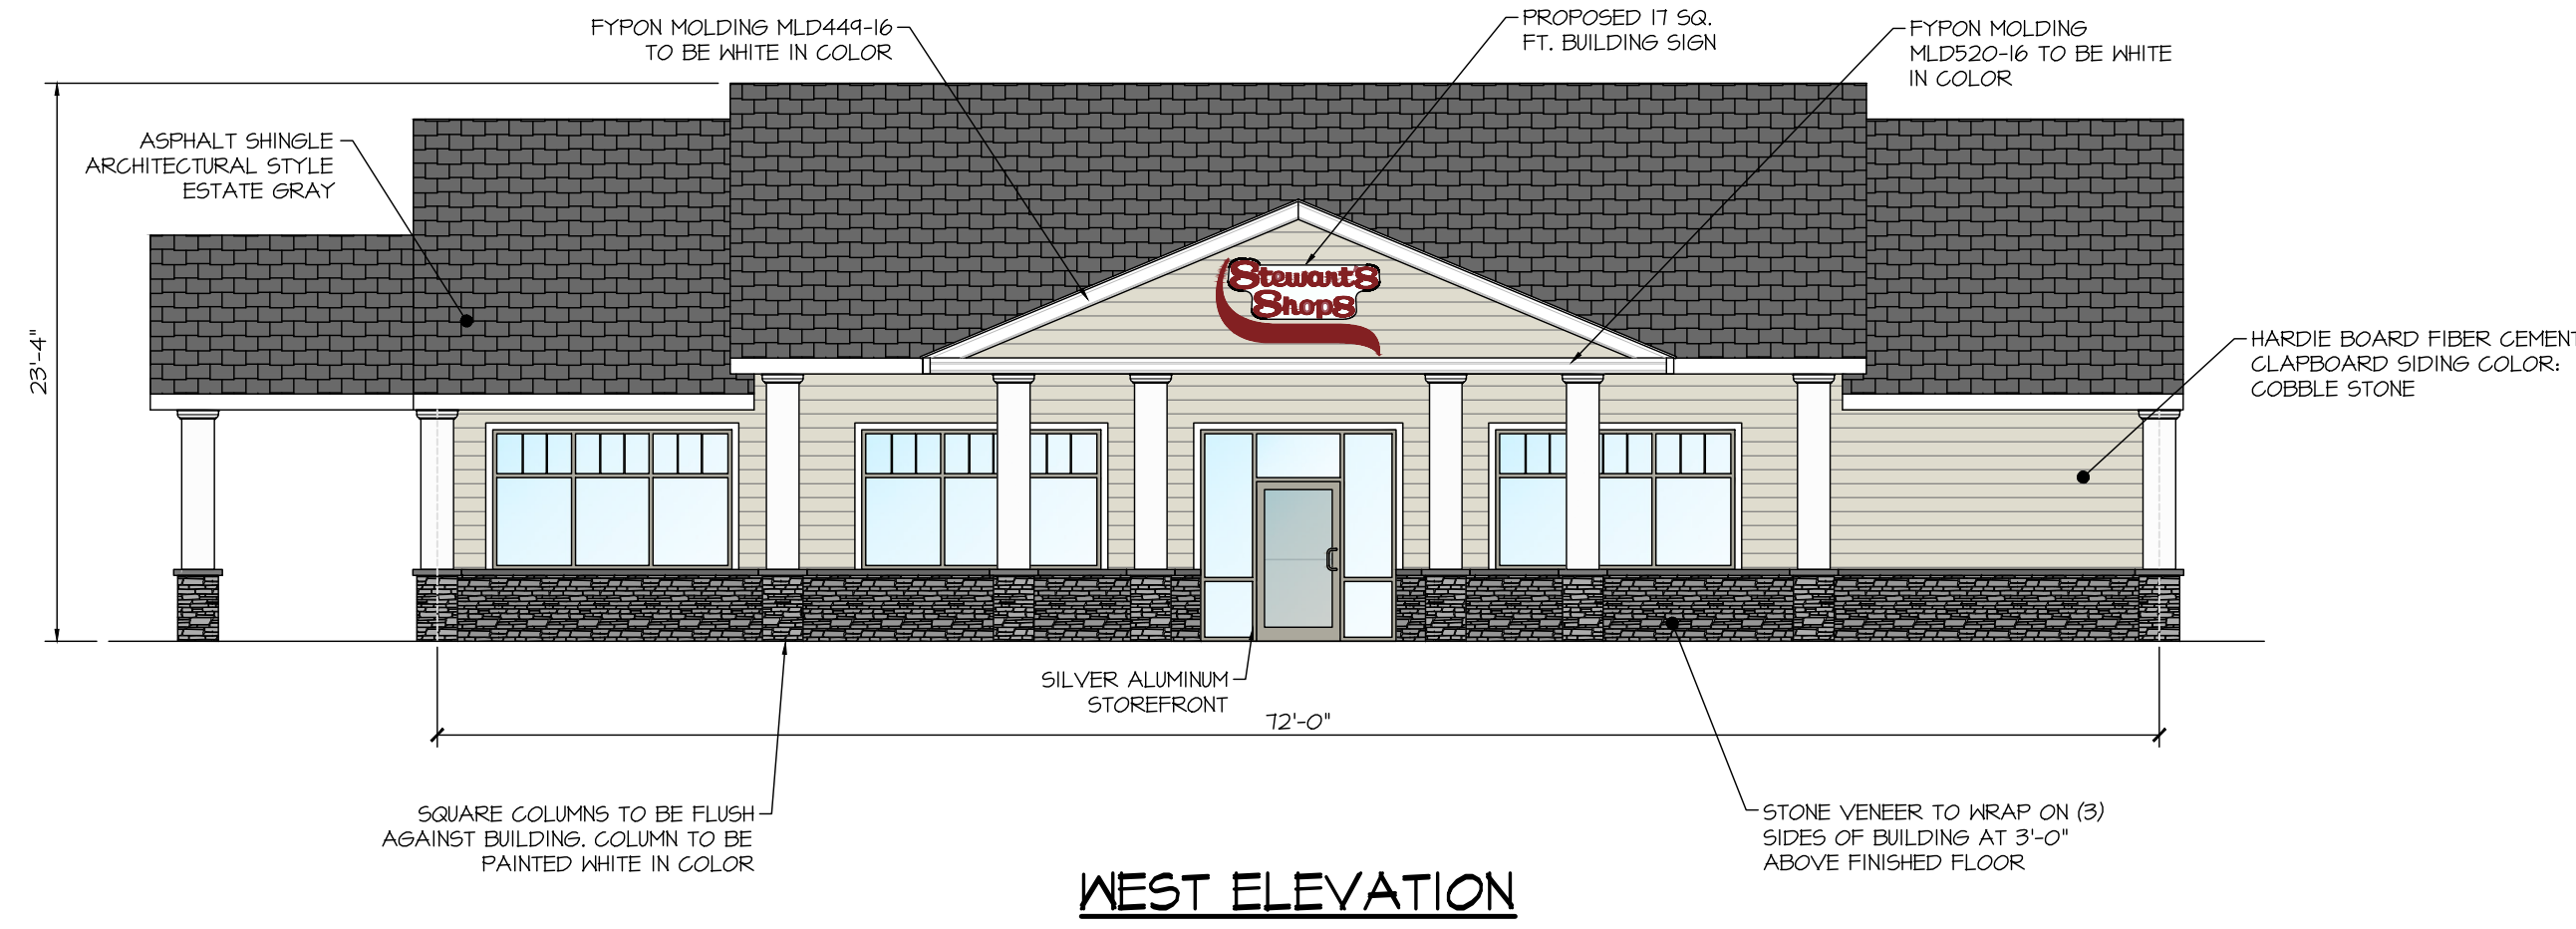 FYPON MOLDING MLD449-16
TO BE WHITE IN COLOR
PROPOSED 17 SQ.
FT. BUILDING SIGN
FYPON MOLDING
MLD520-16 TO BE WHITE
IN COLOR
ASPHALT SHINGLE
ARCHITECTURAL STYLE
ESTATE GRAY
Stewart's
Shops
23'-4"
HARDIE BOARD FIBER CEMENT
CLAPBOARD SIDING COLOR:
COBBLE STONE
SILVER ALUMINUM
STOREFRONT
72'-0"
SQUARE COLUMNS TO BE FLUSH
AGAINST BUILDING. COLUMN TO BE
PAINTED WHITE IN COLOR
STONE VENEER TO WRAP ON (3)
SIDES OF BUILDING AT 3'-0"
ABOVE FINISHED FLOOR
WEST ELEVATION